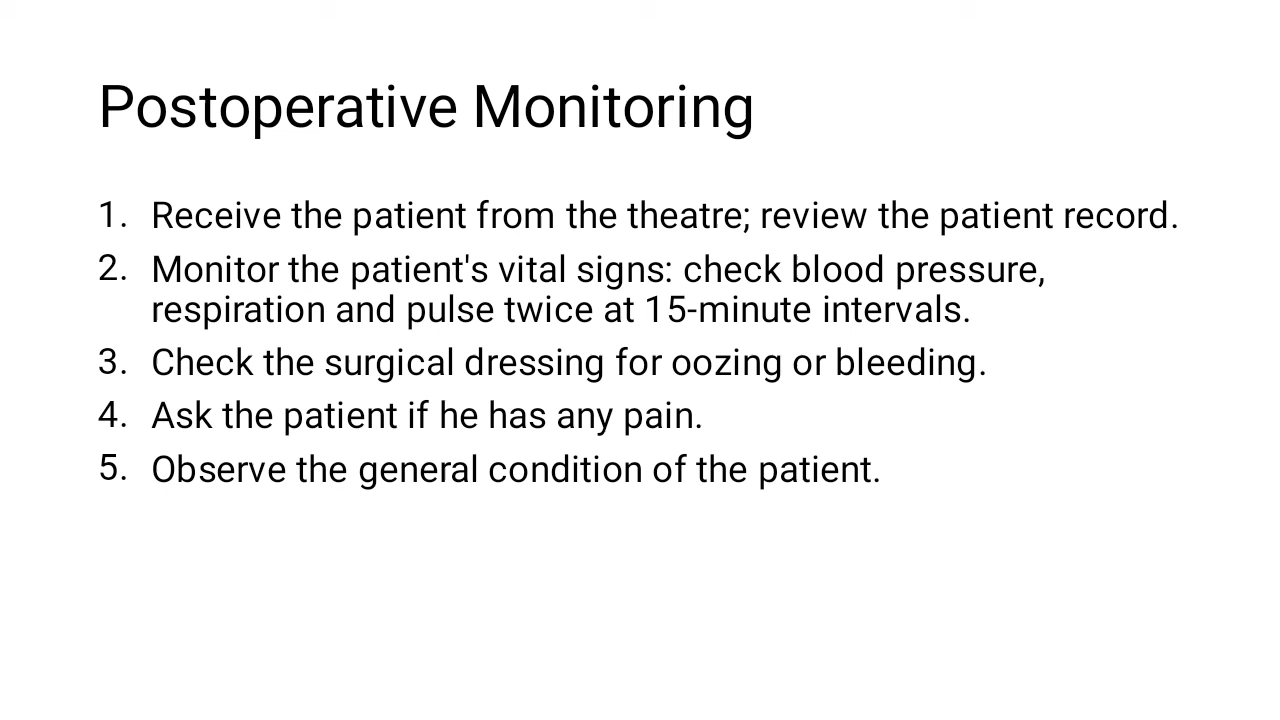 Postoperative Monitoring
1. Receive the patient from the theatre; review the patient record.
2. Monitor the patient's vital signs: check blood pressure,
respiration and pulse twice at 15-minute intervals.
3. Check the surgical dressing for oozing or bleeding.
4. Ask the patient if he has any pain.
5. Observe the general condition of the patient.